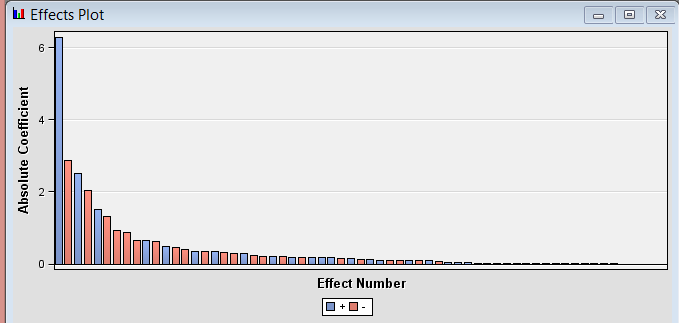 Effects Plot
6
4
2
0
Absolute Coefficient
Effect Number
+ -